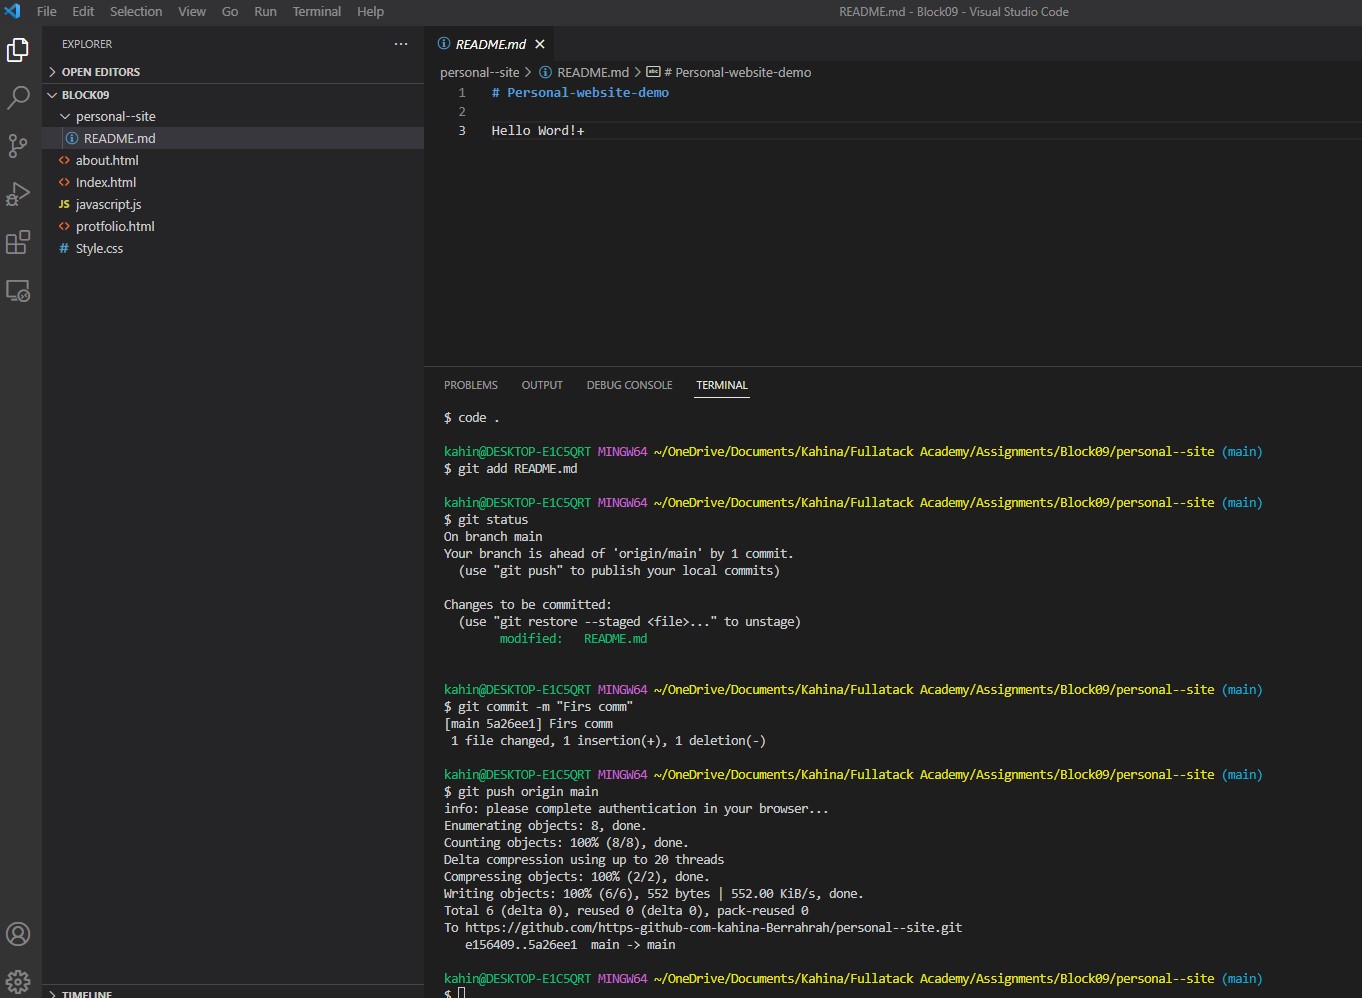 File Edit Selection View Go Run Terminal Help
README.md - Block09 - Visual Studio Code
EXPLORER
OPEN EDITORS
BLOCK09
personal--site
README.md
about.html
Index.html
JS javascript.js
protfolio.html
# Style.css
README.md
personal--site > README.md > # Personal-website-demo
1 # Personal-website-demo
2
3 Hello Word!+
PROBLEMS OUTPUT DEBUG CONSOLE TERMINAL
$ code .
kahin@DESKTOP-E1C5QRT MINGW64 ~/OneDrive/Documents/Kahina/Fullatack Academy/Assignments/Block09/personal--site (main)
$ git add README.md
kahin@DESKTOP-E1C5QRT MINGW64 ~/OneDrive/Documents/Kahina/Fullatack Academy/Assignments/Block09/personal--site (main)
$ git status
On branch main
Your branch is ahead of 'origin/main' by 1 commit.
(use "git push" to publish your local commits)
Changes to be committed:
(use "git restore --staged <file>..." to unstage)
modified: README.md
kahin@DESKTOP-E1C5QRT MINGW64 ~/OneDrive/Documents/Kahina/Fullatack Academy/Assignments/Block09/personal--site (main)
$ git commit -m "Firs comm"
[main 5a26ee1] Firs comm
1 file changed, 1 insertion(+), 1 deletion(-)
kahin@DESKTOP-E1C5QRT MINGW64 ~/OneDrive/Documents/Kahina/Fullatack Academy/Assignments/Block09/personal--site (main)
$ git push origin main
info: please complete authentication in your browser...
Enumerating objects: 8, done.
Counting objects: 100% (8/8), done.
Delta compression using up to 20 threads
Compressing objects: 100% (2/2), done.
Writing objects: 100% (6/6), 552 bytes | 552.00 KiB/s, done.
Total 6 (delta 0), reused 0 (delta 0), pack-reused 0
To https://github.com/https-github-com-kahina-Berrahrah/personal--site.git
e156409..5a26ee1 main -> main
kahin@DESKTOP-E1C5QRT MINGW64 ~/OneDrive/Documents/Kahina/Fullatack Academy/Assignments/Block09/personal--site (main)
$
TIMELINE